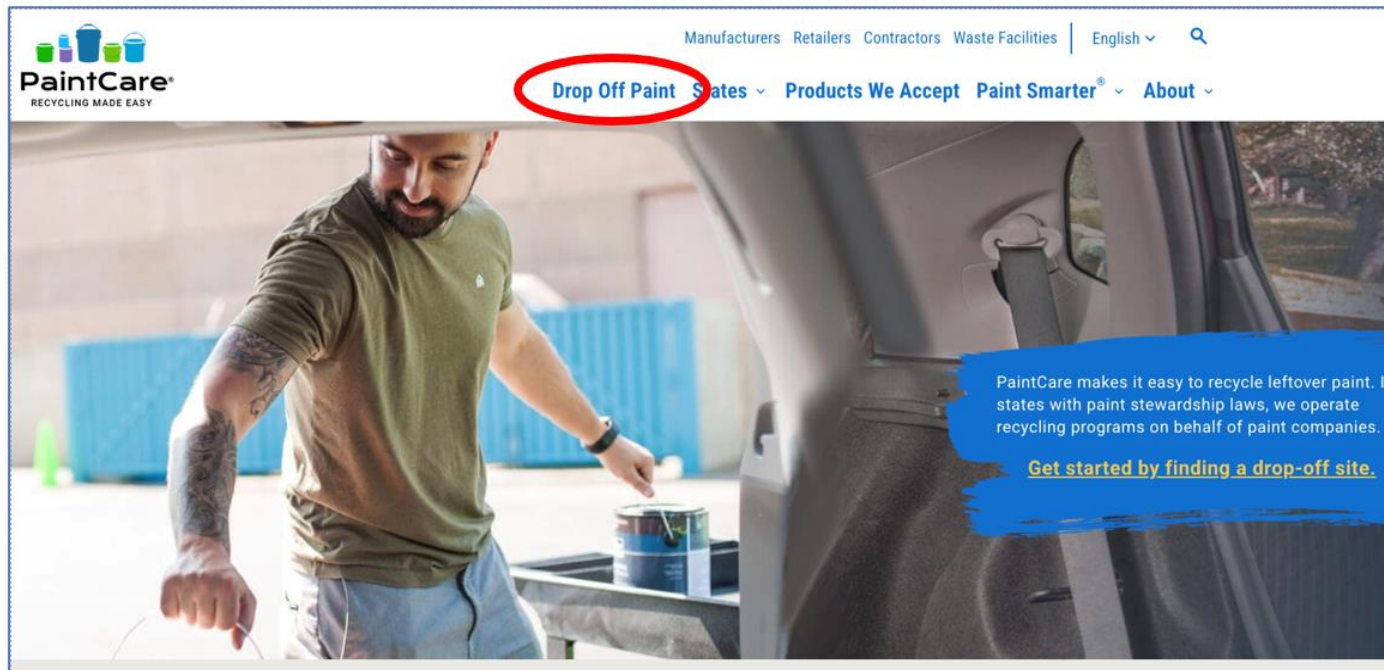 Manufacturers Retailers Contractors Waste Facilities English
PaintCare®
RECYCLING MADE EASY
Drop Off Paint States Products We Accept Paint Smarter® About
PaintCare makes it easy to recycle leftover paint. I
states with paint stewardship laws, we operate
recycling programs on behalf of paint companies.
Get started by finding a drop-off site.